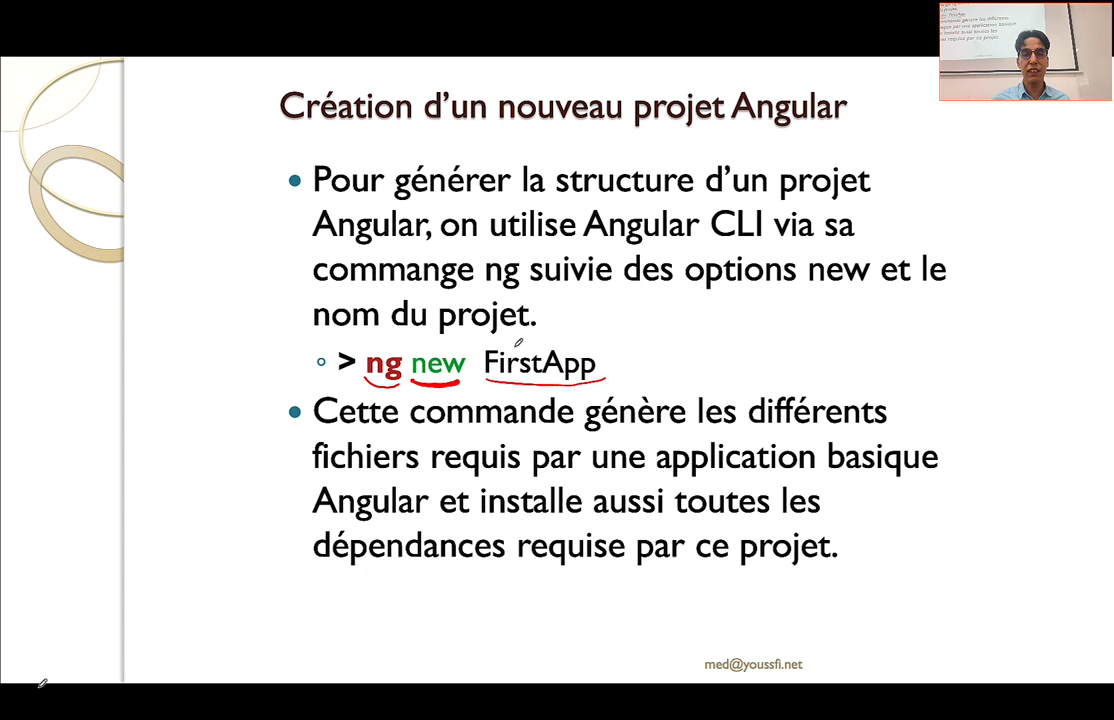 Création d'un nouveau projet Angular
Pour générer la structure d'un projet
Angular, on utilise Angular CLI via sa
commange ng suivie des options new et le
nom du projet.
> ng new FirstApp
Cette commande génère les différents
fichiers requis par une application basique
Angular et installe aussi toutes les
dépendances requise par ce projet.
med@youssfi.net